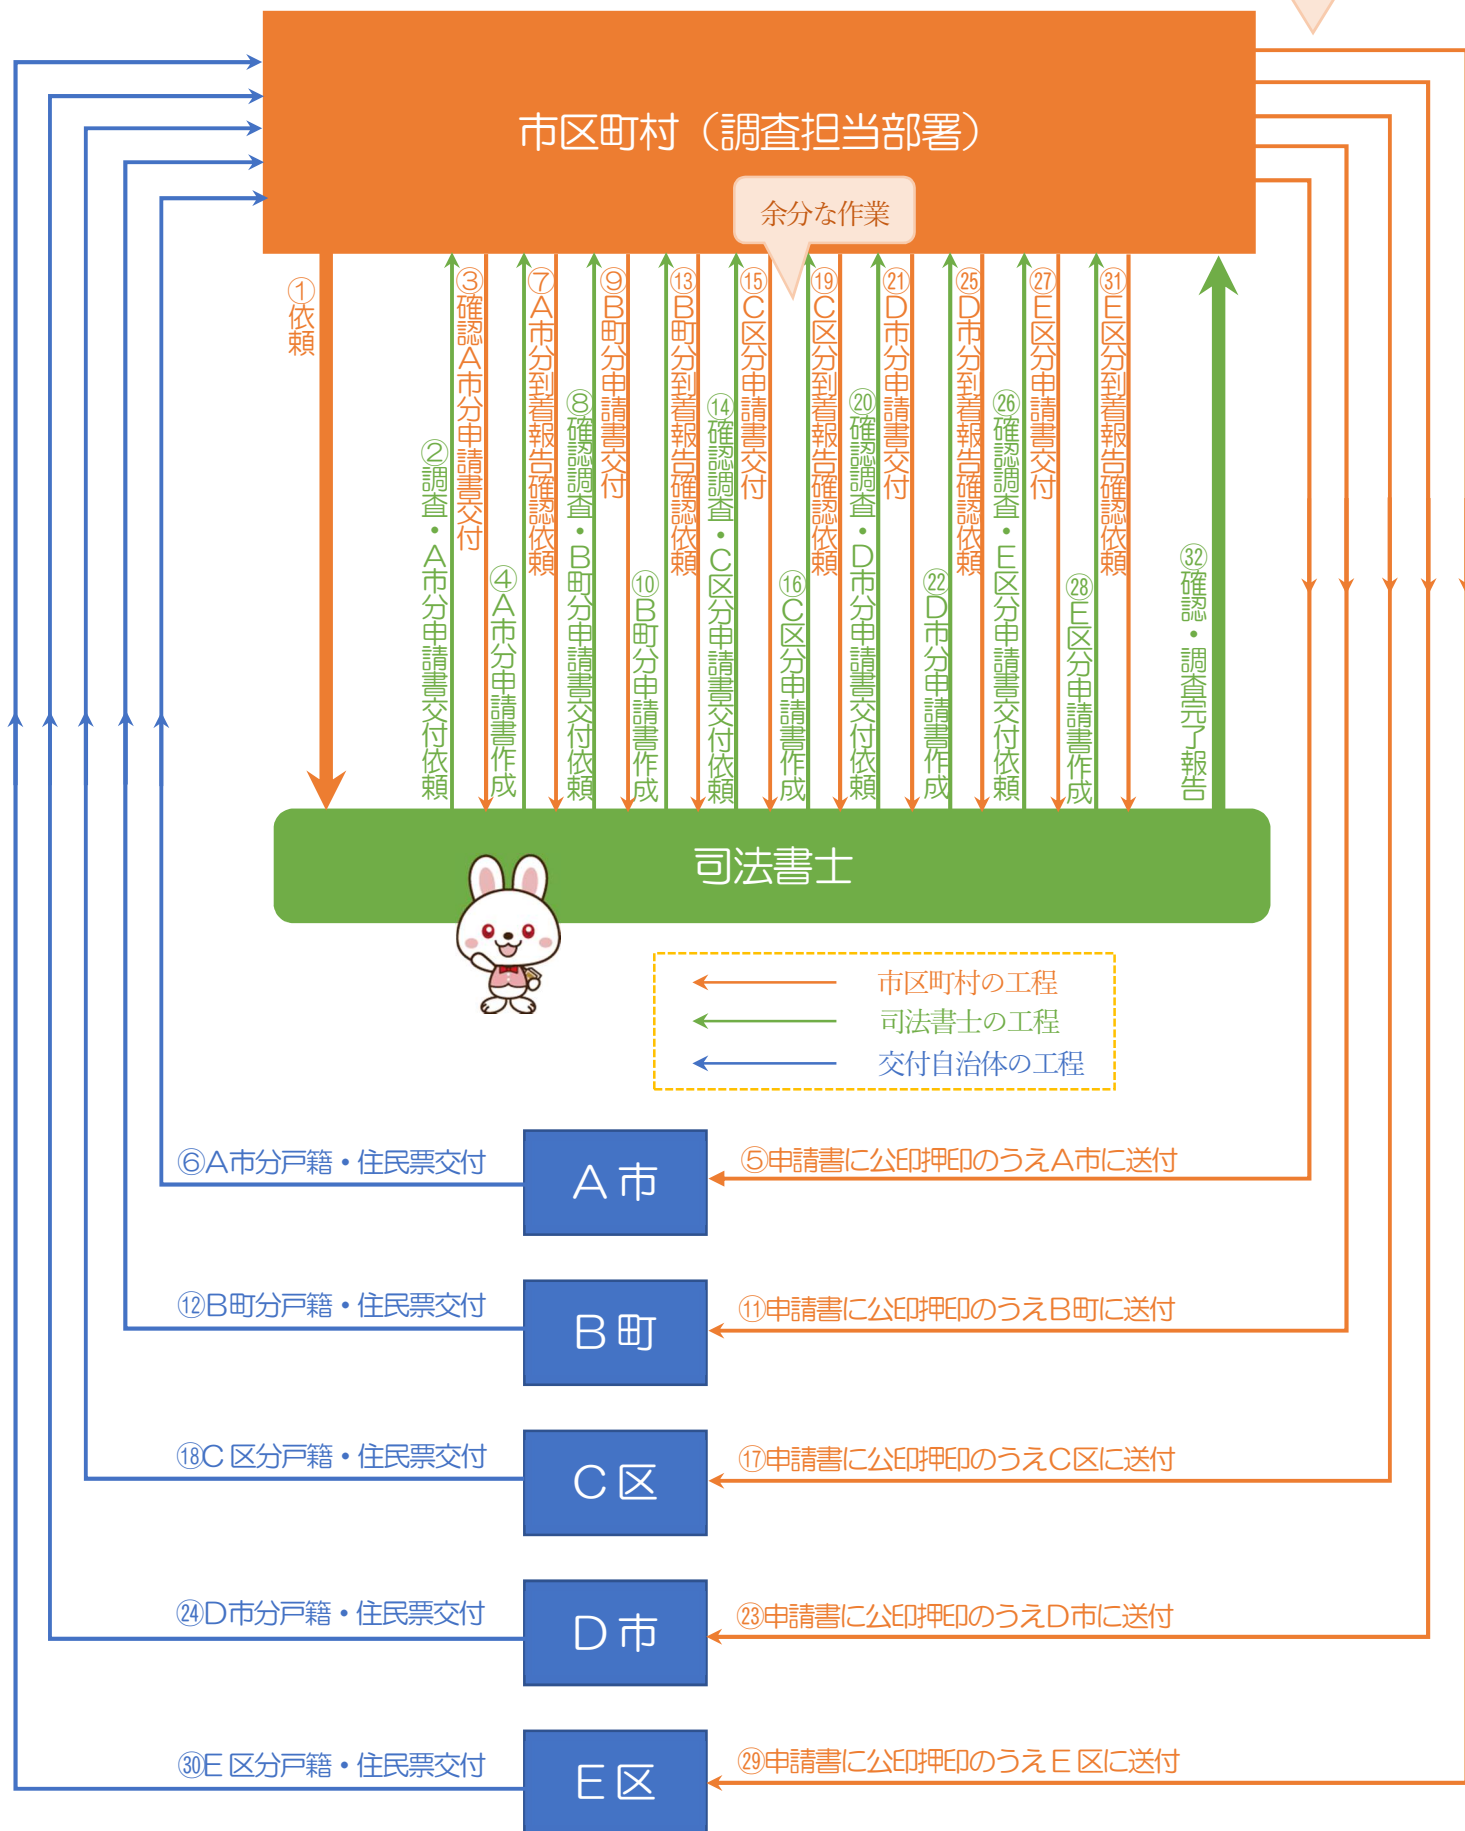 市区町村（調査担当部署）
余分な作業
①依頼
②調査・A市分申請書交付依頼
③確認A市分申請書交付
④A市分申請書作成
⑦A市分到着報告確認依頼
⑧確認調査・B町分申請書交付依頼
⑨B町分申請書交付
⑩B町分申請書作成
⑬B町分到着報告確認依頼
⑭確認調査・C区分申請書交付依頼
⑮C区分申請書交付
⑯C区分申請書作成
⑲C区分到着報告確認依頼
⑳確認調査・D市分申請書交付依頼
㉑D市分申請書交付
㉒D市分申請書作成
㉕D市分到着報告確認依頼
㉖確認調査・E区分申請書交付依頼
㉗E区分申請書交付
㉘E区分申請書作成
㉛E区分到着報告確認依頼
㉜確認・調査完了報告
司法書士
市区町村の工程
司法書士の工程
交付自治体の工程
⑥A市分戸籍・住民票交付
A市
⑤申請書に公印押印のうえA市に送付
⑫B町分戸籍・住民票交付
B町
⑪申請書に公印押印のうえB町に送付
⑱C区分戸籍・住民票交付
C区
⑰申請書に公印押印のうえC区に送付
㉔D市分戸籍・住民票交付
D市
㉓申請書に公印押印のうえD市に送付
㉚E区分戸籍・住民票交付
E区
㉙申請書に公印押印のうえE区に送付